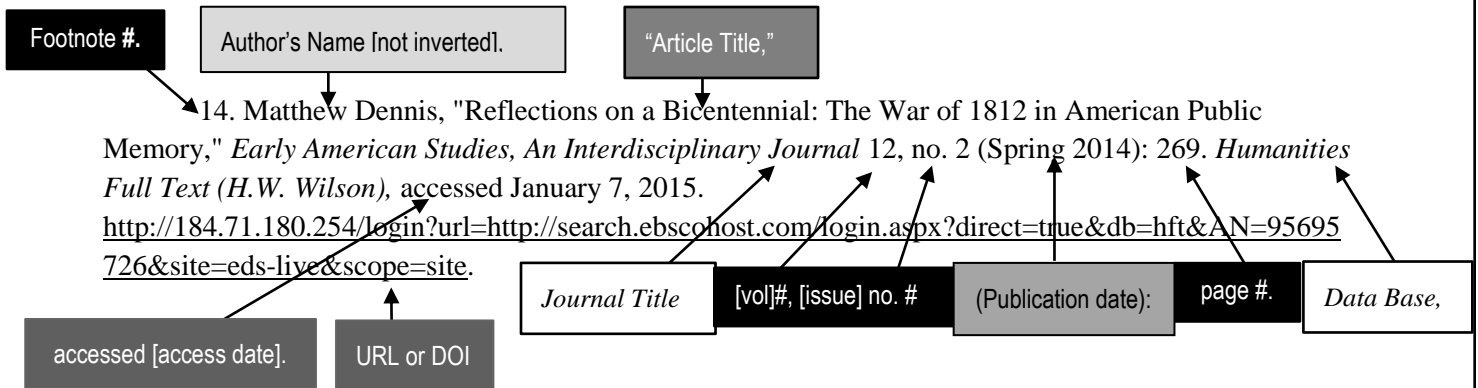 Footnote #.
Author's Name [not inverted],
“Article Title,”
14. Matthew Dennis, "Reflections on a Bicentennial: The War of 1812 in American Public
Memory," Early American Studies, An Interdisciplinary Journal 12, no. 2 (Spring 2014): 269. Humanities
Full Text (H.W. Wilson), accessed January 7, 2015.
http://184.71.180.254/login?url=http://search.ebscohost.com/login.aspx?direct=true&db=hft&AN=95695
726&site=eds-live&scope=site.
Journal Title
[vol]#, [issue] no. #
(Publication date):
page #.
Data Base,
accessed [access date].
URL or DOI